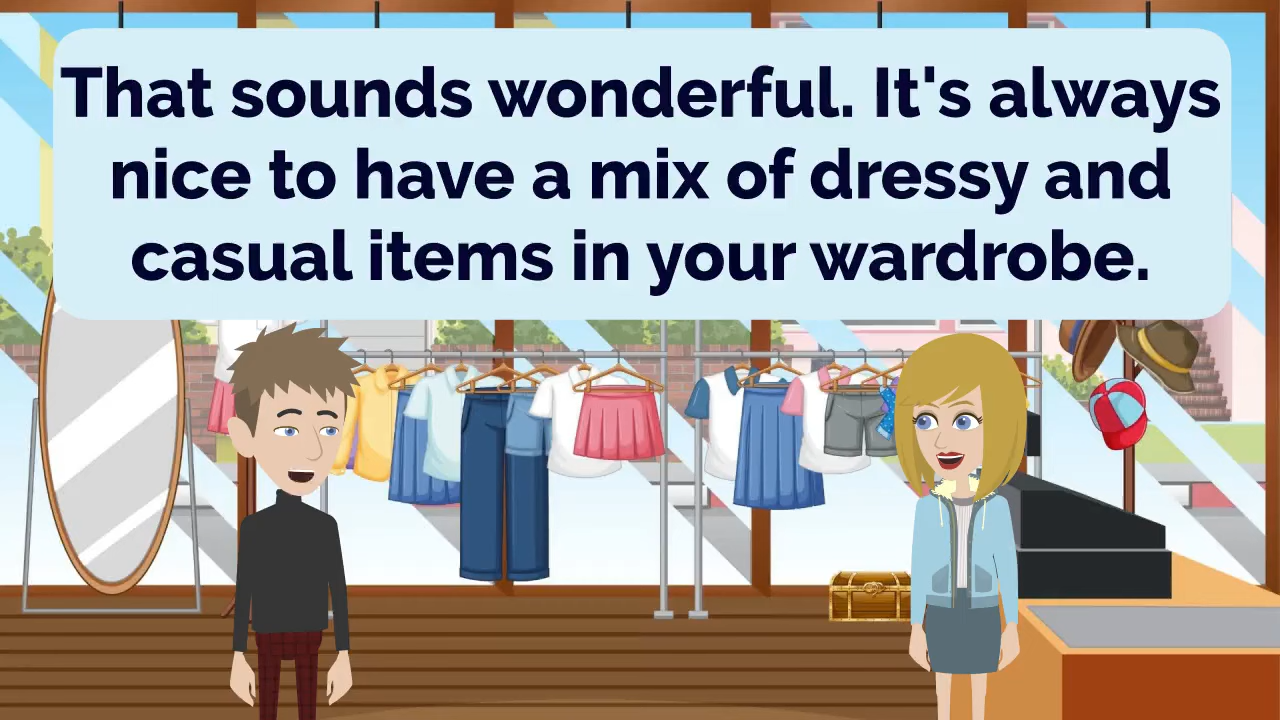 That sounds wonderful. It's always
nice to have a mix of dressy and
casual items in your wardrobe.